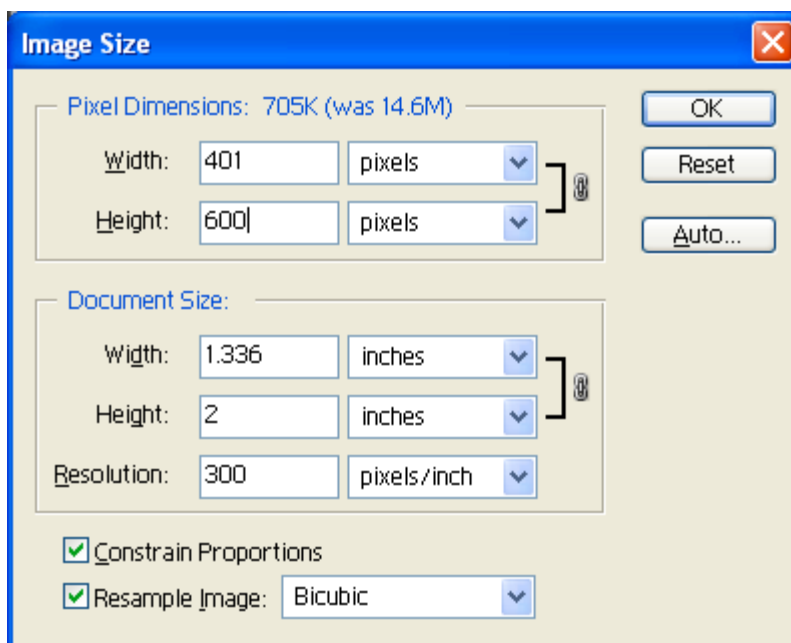 Image Size
Pixel Dimensions: 705K (was 14.6M)
OK
Width: 401 pixels
Reset
Height: 600 pixels
Auto...
Document Size:
Width: 1.336 inches
Height: 2 inches
Resolution: 300 pixels/inch
Constrain Proportions
Resample Image: Bicubic